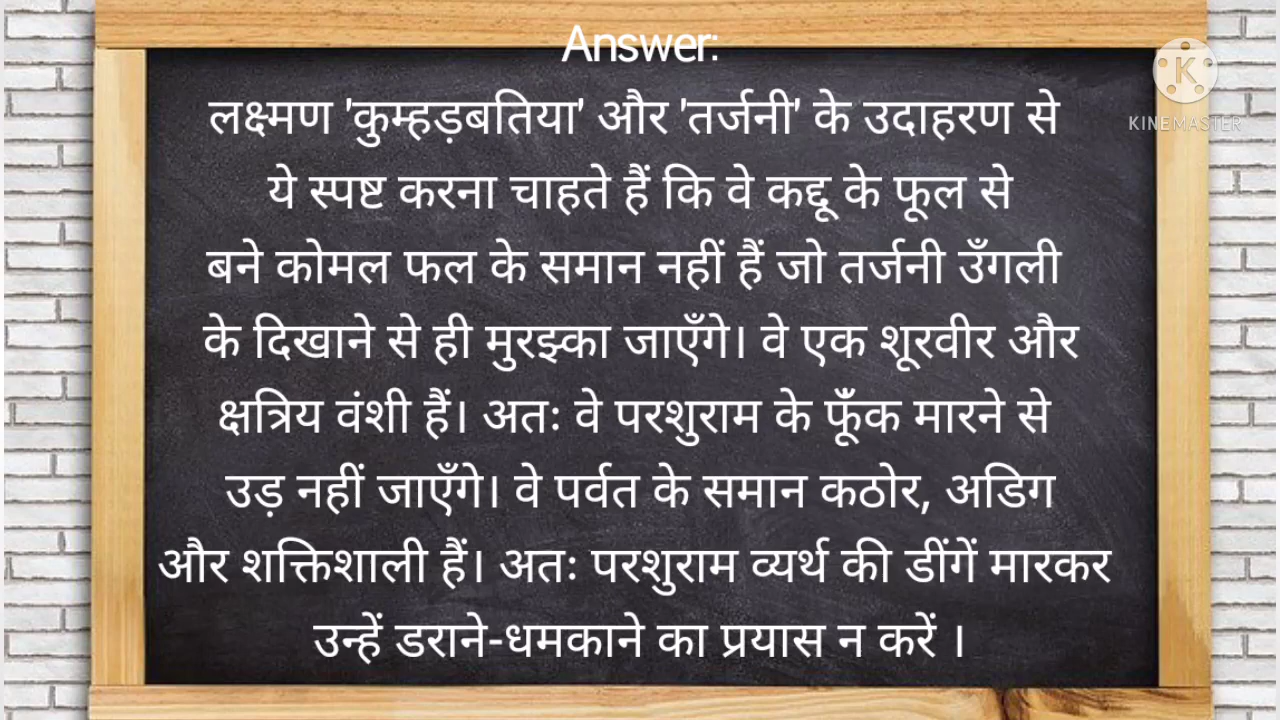 Answer:
K
KINEMASTER
लक्ष्मण 'कुम्हड़बतिया' और 'तर्जनी' के उदाहरण से
ये स्पष्ट करना चाहते हैं कि वे कद्दू के फूल से
बने कोमल फल के समान नहीं हैं जो तर्जनी उँगली
के दिखाने से ही मुरझ्का जाएँगे। वे एक शूरवीर और
क्षत्रिय वंशी हैं। अतः वे परशुराम के फूँक मारने से
उड़ नहीं जाएँगे। वे पर्वत के समान कठोर, अडिग
और शक्तिशाली हैं। अतः परशुराम व्यर्थ की डींगें मारकर
उन्हें डराने-धमकाने का प्रयास न करें ।